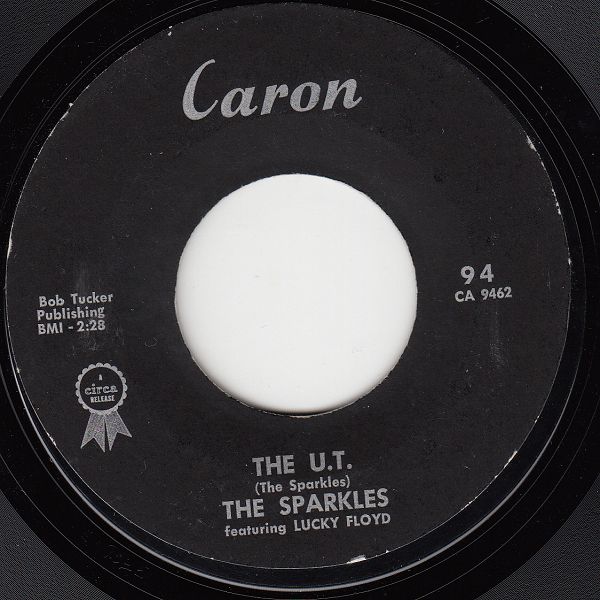 Caron
94
CA 9462
Bob Tucker
Publishing
BMI - 2:28
A
circa
RELEASE
THE U.T.
(The Sparkles)
THE SPARKLES
featuring LUCKY FLOYD